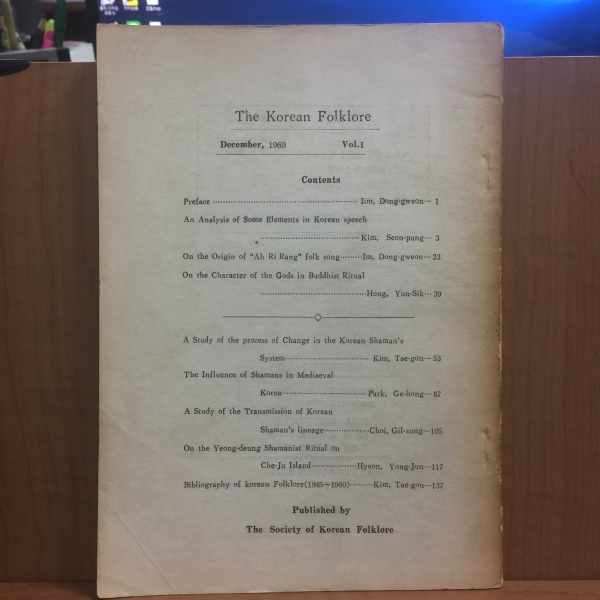 The Korean Folklore
December, 1969 Vol.1
Contents
Preface ································· Iim, Dong-gweon··· 1
An Analysis of Some Elements in Korean speech
································· Kim, Seon-pung··· 3
On the Origin of "Ah Ri Rang" folk song·········Im, Dong-gweon···23
On the Character of the Gods in Buddhist Ritual
·································Hong, Yun-Sik···39
A Study of the process of Change in the Korean Shaman's
System······························ Kim, Tae-gon···53
The Influence of Shamans in Mediaeval
Korea······························ Park, Ge-hong···87
A Study of the Transmission of Korean
Shaman's lineage···············Choi, Gil-sung···105
On the Yeong-deung Shamanist Ritual on
Che-Ju Island···············Hyeon, Yong-Jun···117
Bibliography of korean Folklore(1945~1960)·········Kim, Tae-gon···137
Published by
The Society of Korean Folklore